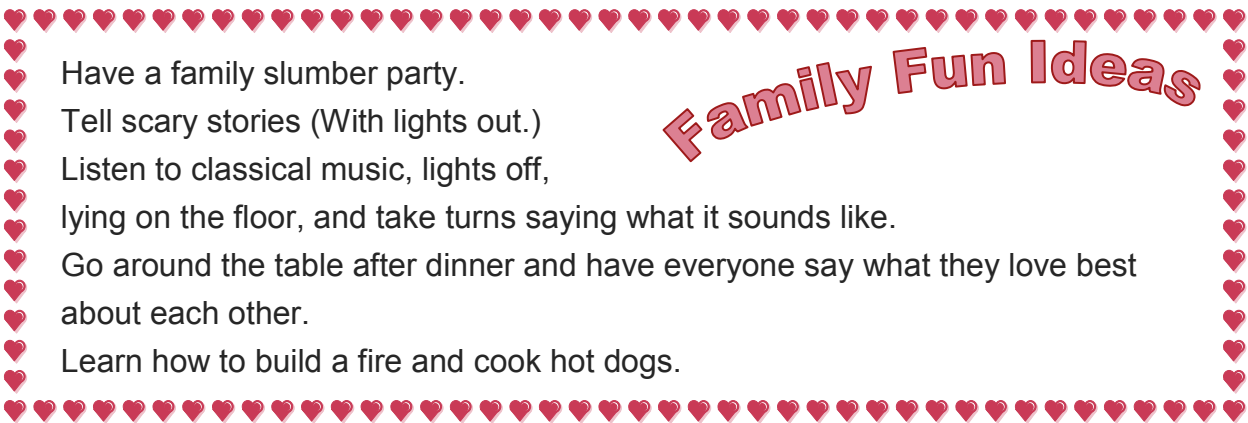 Family Fun Ideas
Have a family slumber party.
Tell scary stories (With lights out.)
Listen to classical music, lights off,
lying on the floor, and take turns saying what it sounds like.
Go around the table after dinner and have everyone say what they love best
about each other.
Learn how to build a fire and cook hot dogs.